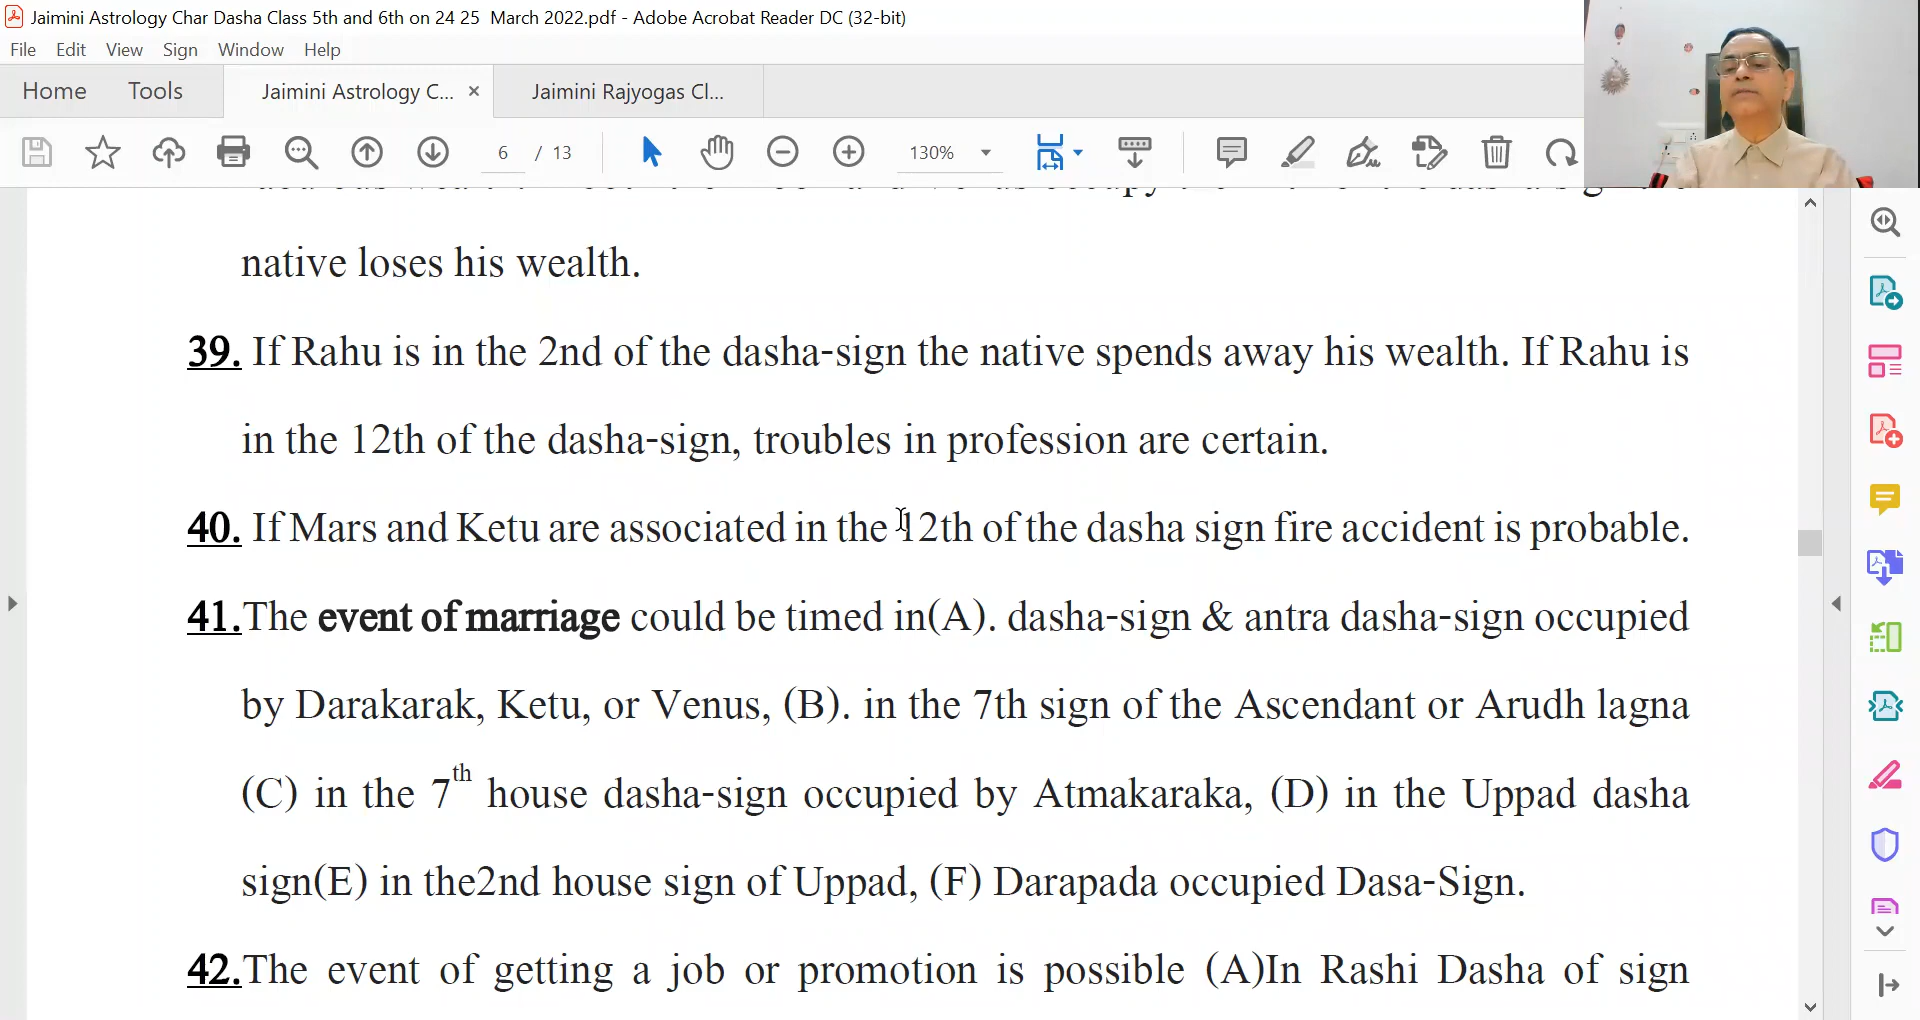 Jaimini Astrology Char Dasha Class 5th and 6th on 24 25 March 2022.pdf - Adobe Acrobat Reader DC (32-bit)
File Edit View Sign Window Help
Home Tools Jaimini Astrology C... × Jaimini Rajyogas Cl...
6 / 13 130%
native loses his wealth.
39. If Rahu is in the 2nd of the dasha-sign the native spends away his wealth. If Rahu is
in the 12th of the dasha-sign, troubles in profession are certain.
40. If Mars and Ketu are associated in the 12th of the dasha sign fire accident is probable.
41.The event of marriage could be timed in(A). dasha-sign & antra dasha-sign occupied
by Darakarak, Ketu, or Venus, (B). in the 7th sign of the Ascendant or Arudh lagna
(C) in the 7th house dasha-sign occupied by Atmakaraka, (D) in the Uppad dasha
sign(E) in the2nd house sign of Uppad, (F) Darapada occupied Dasa-Sign.
42.The event of getting a job or promotion is possible (A)In Rashi Dasha of sign